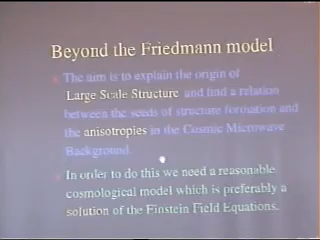 Beyond the Friedmann model
The aim is to explain the origin of
Large Scale Structure and find a relation
between the seeds of structure formation and
the anisotropies in the Cosmic Microwave
Background.
In order to do this we need a reasonable
cosmological model which is preferably a
solution of the Einstein Field Equations.